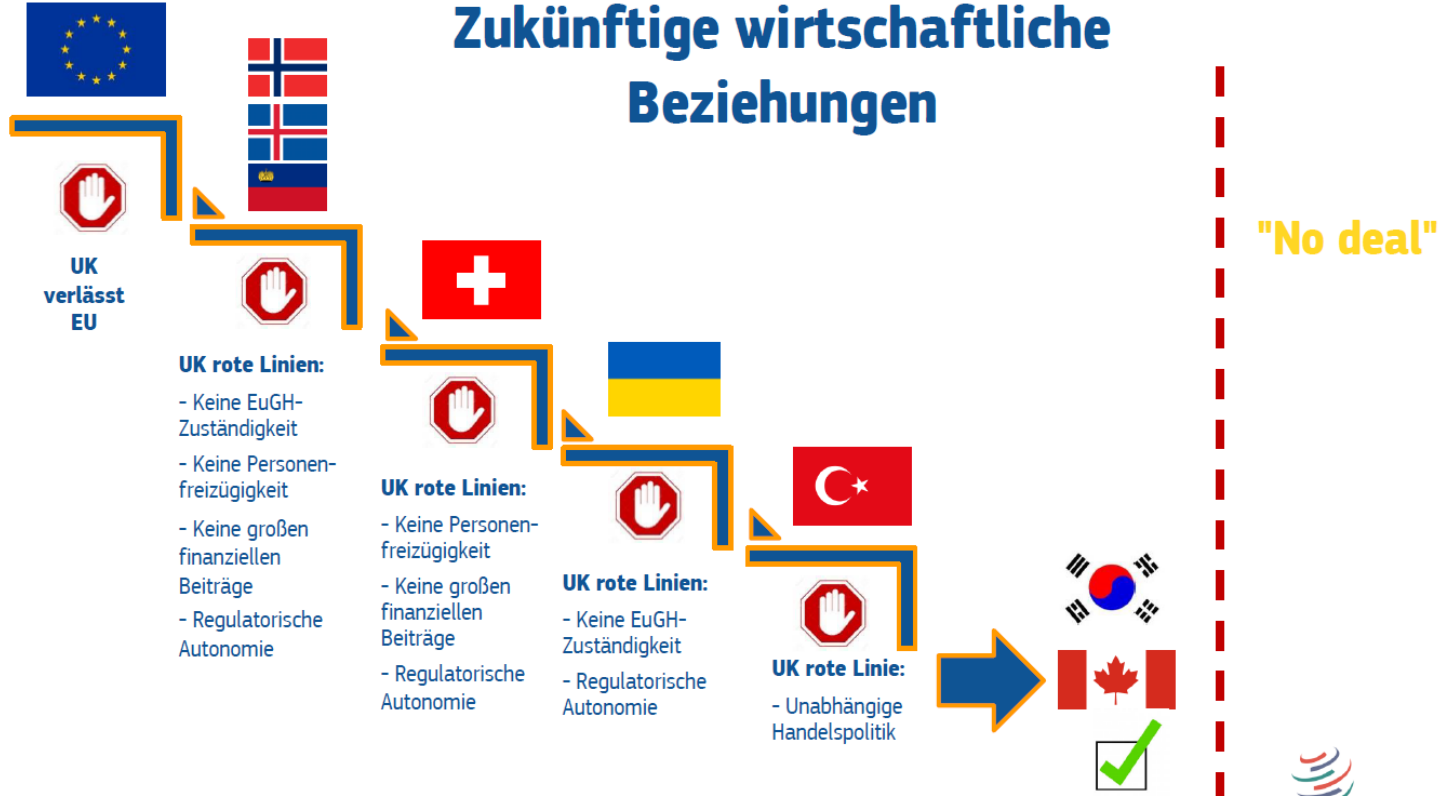 Zukünftige wirtschaftliche
Beziehungen
"No deal"
UK
verlässt
EU
UK rote Linien:
- Keine EuGH-
Zuständigkeit
- Keine Personen-
freizügigkeit
- Keine großen
finanziellen
Beiträge
- Regulatorische
Autonomie
UK rote Linien:
- Keine Personen-
freizügigkeit
- Keine großen
finanziellen
Beiträge
- Regulatorische
Autonomie
UK rote Linien:
- Keine EuGH-
Zuständigkeit
- Regulatorische
Autonomie
UK rote Linie:
- Unabhängige
Handelspolitik